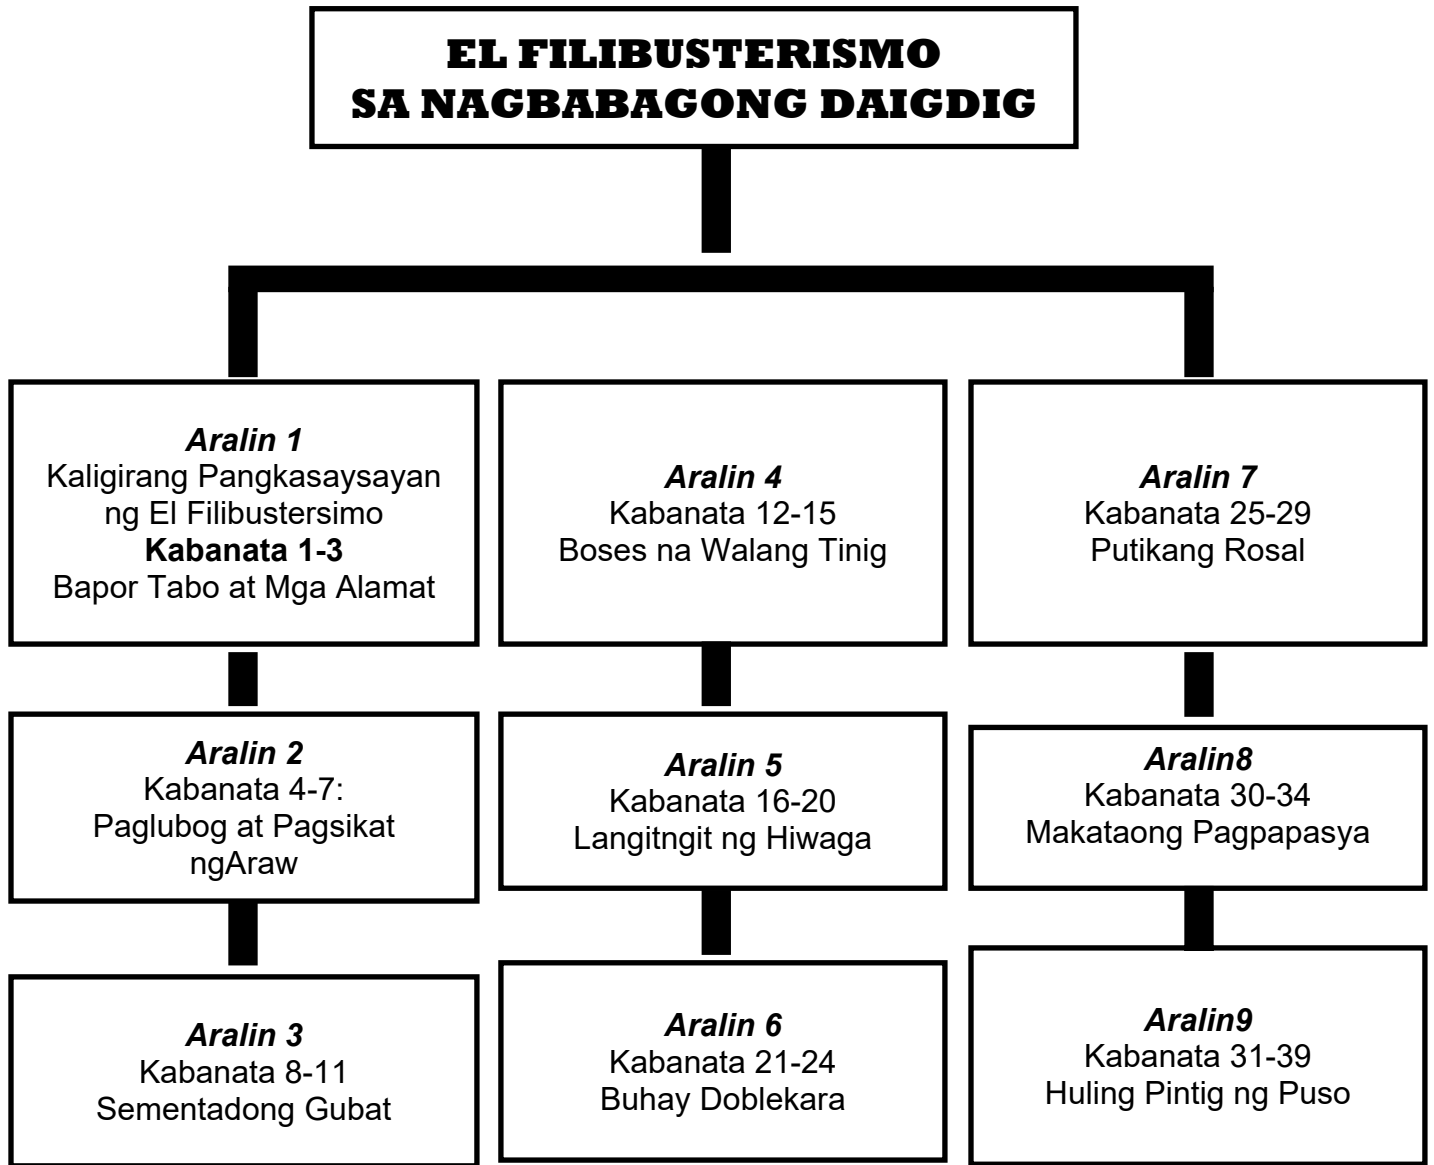 EL FILIBUSTERISMO
SA NAGBABAGONG DAIGDIG
Aralin 1
Kaligirang Pangkasaysayan
ng El Filibustersimo
Kabanata 1-3
Bapor Tabo at Mga Alamat
Aralin 2
Kabanata 4-7:
Paglubog at Pagsikat
ngAraw
Aralin 3
Kabanata 8-11
Sementadong Gubat
Aralin 4
Kabanata 12-15
Boses na Walang Tinig
Aralin 5
Kabanata 16-20
Langitngit ng Hiwaga
Aralin 6
Kabanata 21-24
Buhay Doblekara
Aralin 7
Kabanata 25-29
Putikang Rosal
Aralin8
Kabanata 30-34
Makataong Pagpapasya
Aralin9
Kabanata 31-39
Huling Pintig ng Puso